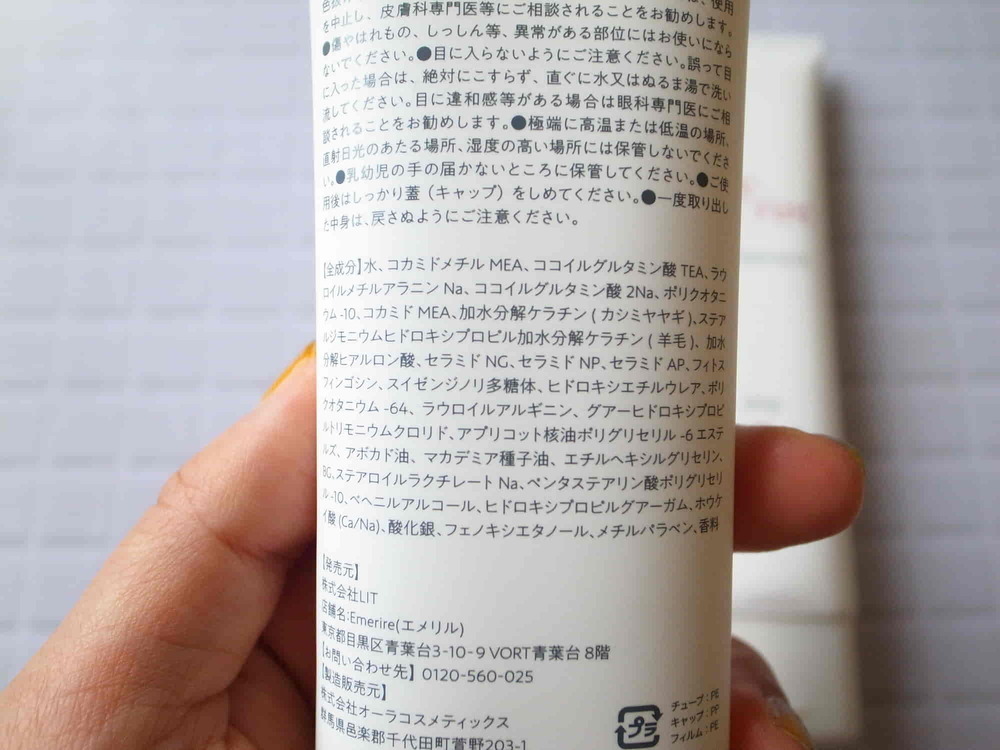 を中止し、皮膚科専門医等にご相談されることをお勧めします。
●傷やはれもの、しっしん等、異常がある部位にはお使いになら
ないでください。●目に入らないようにご注意ください。誤って目
に入った場合は、絶対にこすらず、直ぐに水又はぬるま湯で洗い
流してください。目に違和感等がある場合は眼科専門医にご相
談されることをお勧めします。●極端に高温または低温の場所、
直射日光のあたる場所、湿度の高い場所には保管しないでくださ
い。●乳幼児の手の届かないところに保管してください。●ご使
用後はしっかり蓋（キャップ）をしめてください。●一度取り出し
た中身は、戻さぬようにご注意ください。
【全成分】水、コカミドメチル MEA、ココイルグルタミン酸 TEA、ラウ
ロイルメチルアラニン Na、ココイルグルタミン酸 2Na、ポリクオタニ
ウム -10、コカミド MEA、加水分解ケラチン ( カシミヤヤギ )、ステア
ルジモニウムヒドロキシプロピル加水分解ケラチン ( 羊毛 )、加水
分解ヒアルロン酸、セラミド NG、セラミド NP、セラミド AP、フィトス
フィンゴシン、スイゼンジノリ多糖体、ヒドロキシエチルウレア、ポリ
クオタニウム -64、ラウロイルアルギニン、グアーヒドロキシプロピ
ルトリモニウムクロリド、アプリコット核油ポリグリセリル -6 エステ
ルズ、アボカド油、マカデミア種子油、エチルヘキシルグリセリン、
BG、ステアロイルラクチレート Na、ペンタステアリン酸ポリグリセリ
ル -10、ベヘニルアルコール、ヒドロキシプロピルグアーガム、ホウケ
イ酸 (Ca/Na)、酸化銀、フェノキシエタノール、メチルパラベン、香料
【発売元】
株式会社LIT
店舗名:Emerire(エメリル)
東京都目黒区青葉台3-10-9 VORT青葉台 8階
【お問い合わせ先】0120-560-025
【製造販売元】
株式会社オーラコスメティックス
群馬県邑楽郡千代田町萱野203-1
プラ
チューブ : PE
キャップ : PP
フィルム : PE